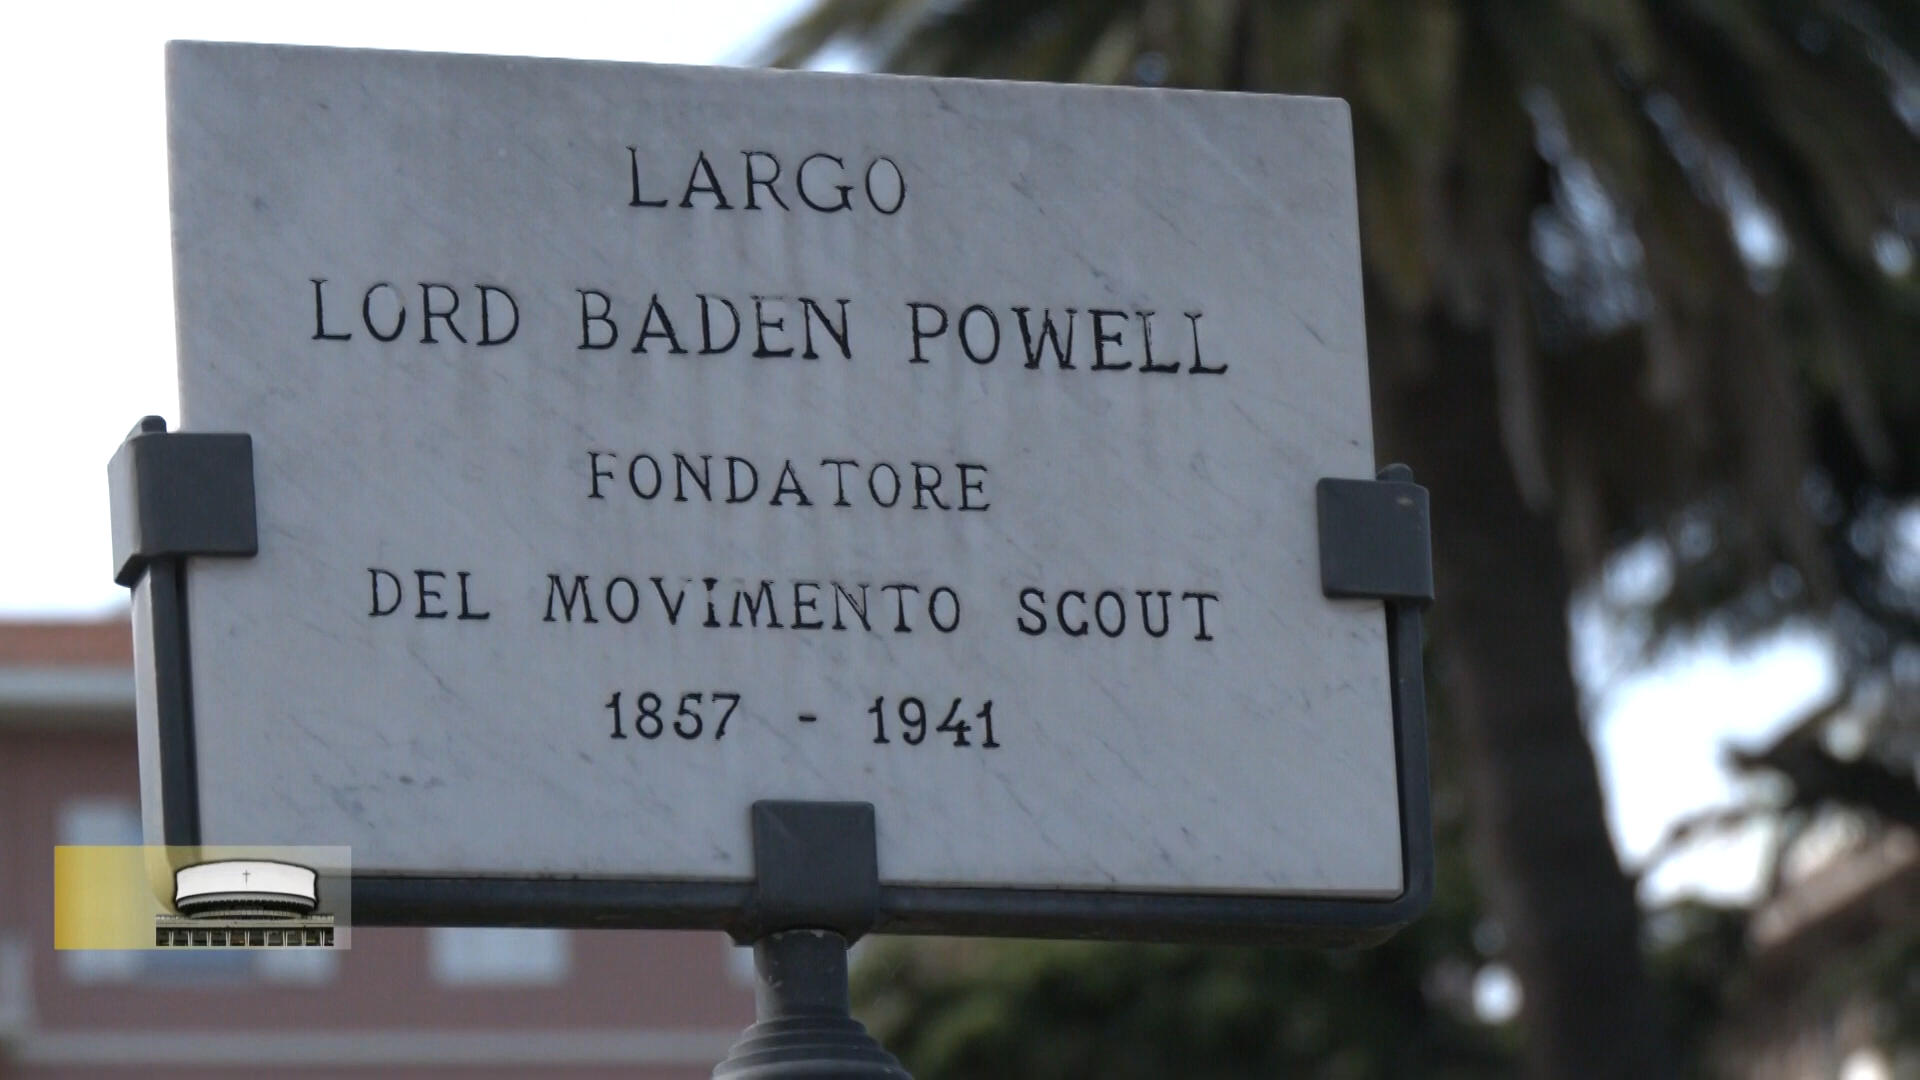 LARGO
LORD BADEN POWELL
FONDATORE
DEL MOVIMENTO SCOUT
1857 - 1941